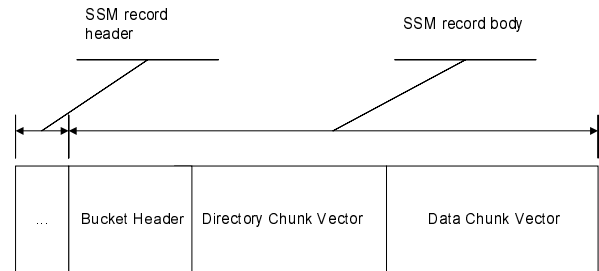 SSM record
header
SSM record body
...
Bucket Header
Directory Chunk Vector
Data Chunk Vector